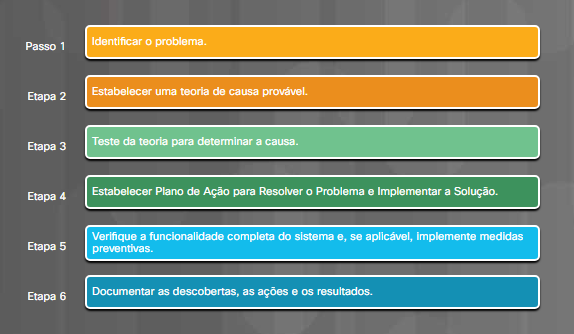 Passo 1
Identificar o problema.
Etapa 2
Estabelecer uma teoria de causa provável.
Etapa 3
Teste da teoria para determinar a causa.
Etapa 4
Estabelecer Plano de Ação para Resolver o Problema e Implementar a Solução.
Etapa 5
Verifique a funcionalidade completa do sistema e, se aplicável, implemente medidas
preventivas.
Etapa 6
Documentar as descobertas, as ações e os resultados.